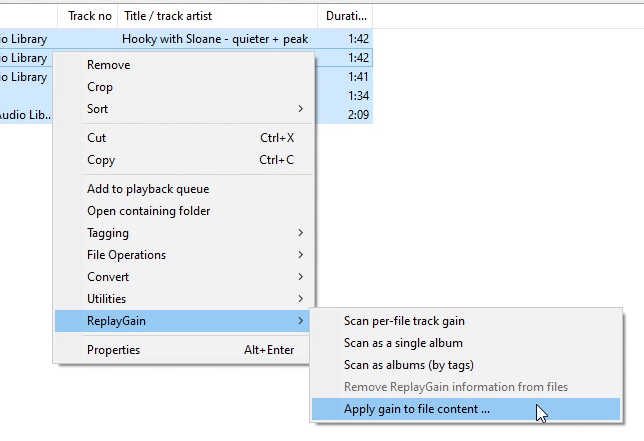 Track no Title / track artist Durati...
io Library Hooky with Sloane - quieter + peak 1:42
o Library 1:42
o Library 1:41
1:34
Audio Lib... 2:09
Remove
Crop
Sort
Cut Ctrl+X
Copy Ctrl+C
Add to playback queue
Open containing folder
Tagging
File Operations
Convert
Utilities
ReplayGain
Properties Alt+Enter
Scan per-file track gain
Scan as a single album
Scan as albums (by tags)
Remove ReplayGain information from files
Apply gain to file content ...